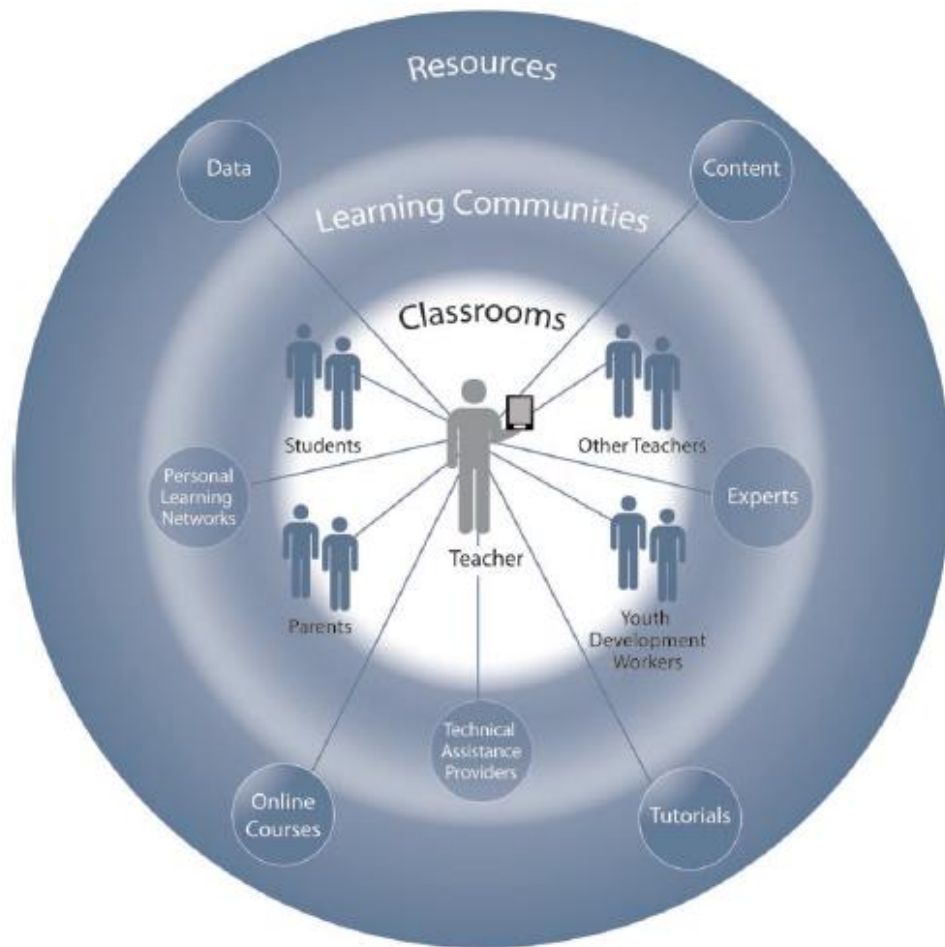 Resources
Data
Content
Learning Communities
Classrooms
Students
Other Teachers
Personal
Learning
Networks
Experts
Teacher
Parents
Youth
Development
Workers
Technical
Assistance
Providers
Online
Courses
Tutorials